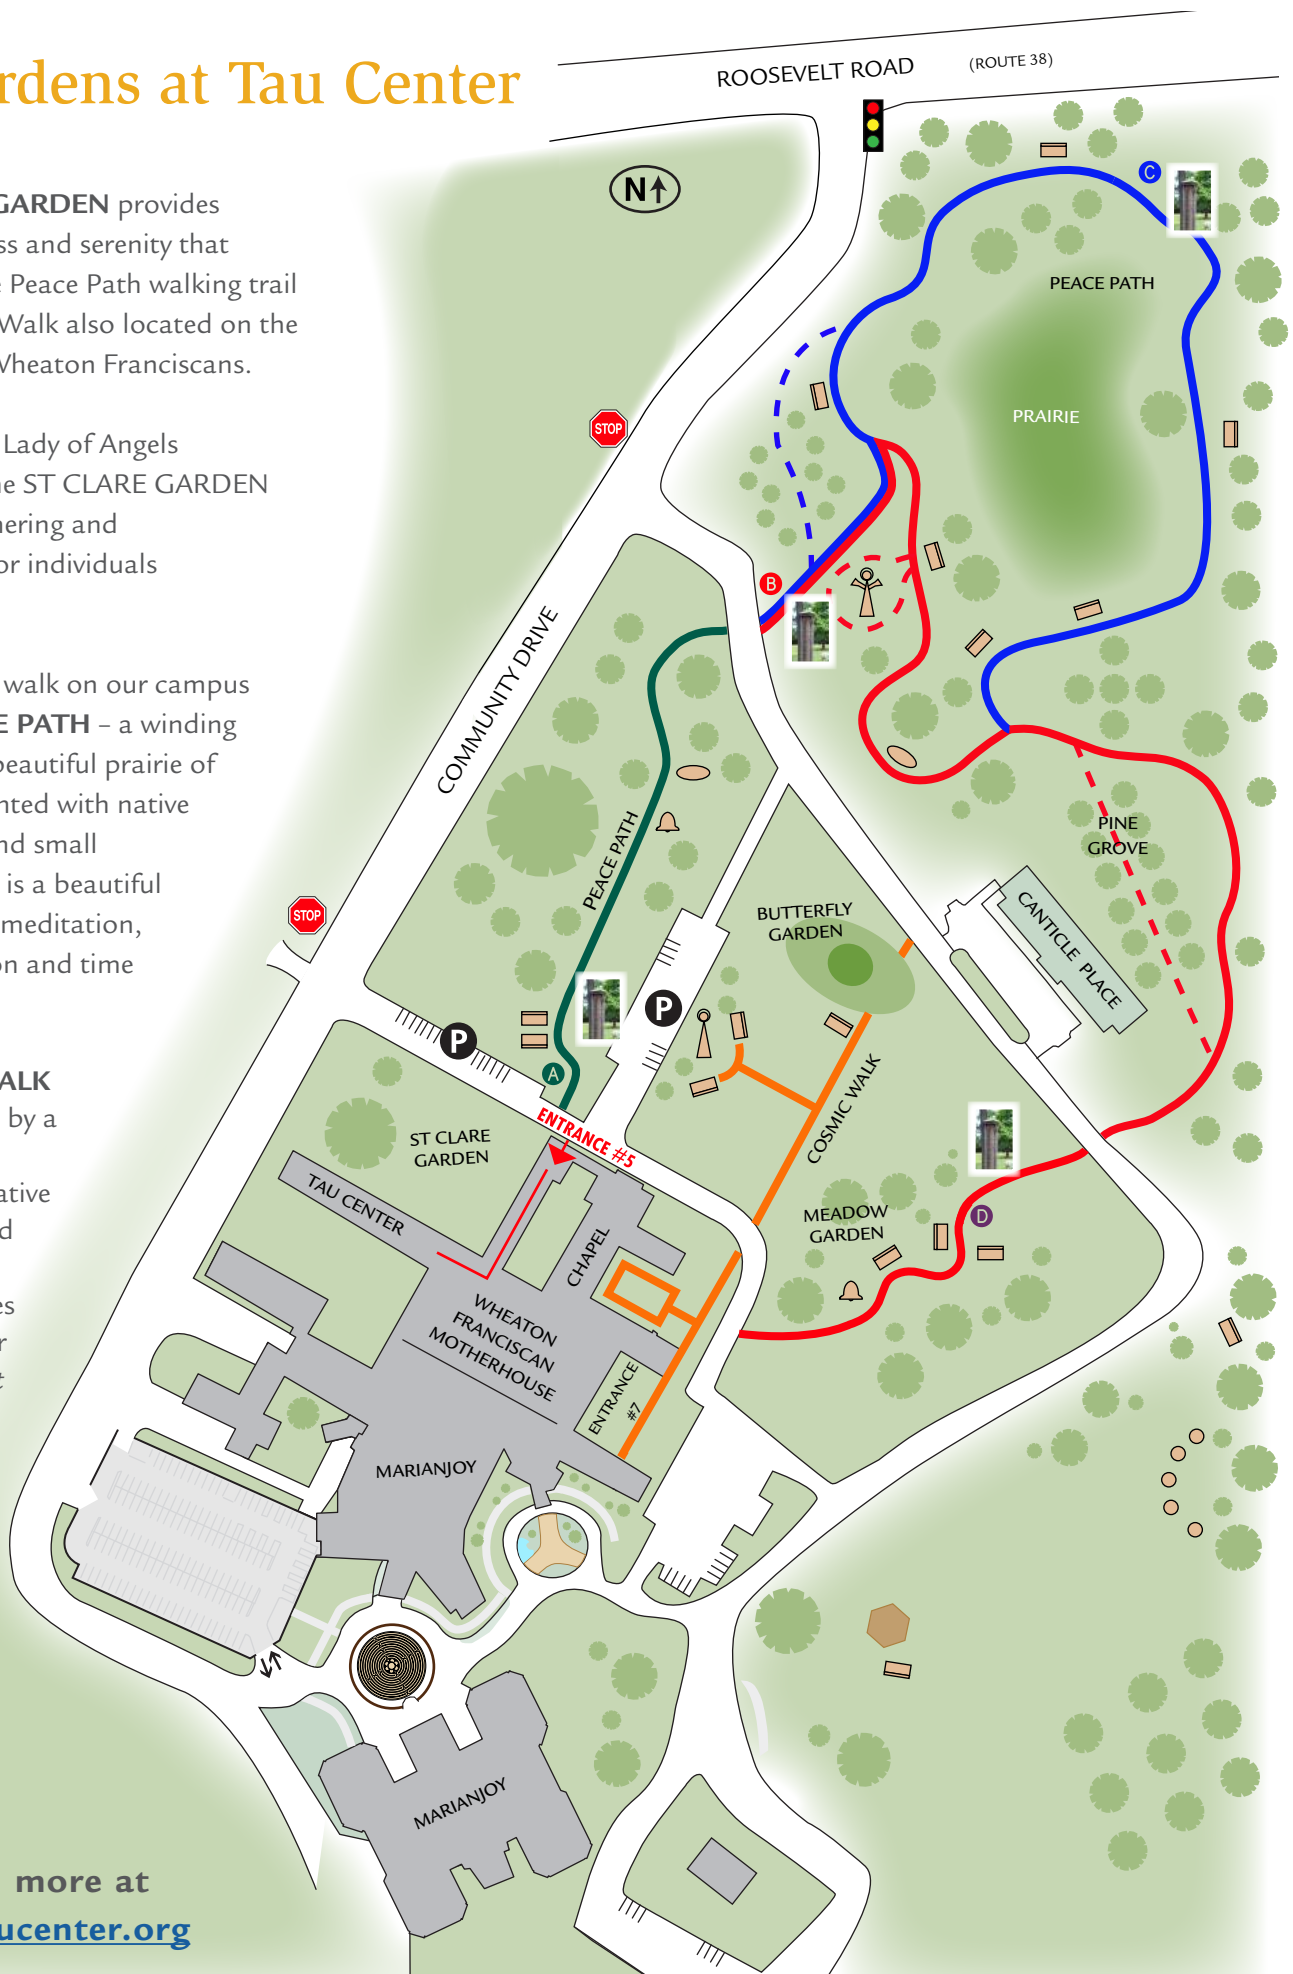 rdens at Tau Center
GARDEN provides
ss and serenity that
e Peace Path walking trail
Walk also located on the
Wheaton Franciscans.
Lady of Angels
ne ST CLARE GARDEN
hering and
or individuals
walk on our campus
E PATH – a winding
beautiful prairie of
nted with native
nd small
is a beautiful
meditation,
on and time
ALK
by a
ative
d
es
r
t
more at
ucenter.org
ROOSEVELT ROAD
(ROUTE 38)
N
C
PEACE PATH
PRAIRIE
STOP
B
COMMUNITY DRIVE
PEACE PATH
PINE
GROVE
CANTICLE PLACE
BUTTERFLY
GARDEN
STOP
P
P
A
ENTRANCE #5
COSMIC WALK
ST CLARE
GARDEN
TAU CENTER
CHAPEL
MEADOW
GARDEN
D
WHEATON
FRANCISCAN
MOTHERHOUSE
ENTRANCE
#7
MARIANJOY
MARIANJOY